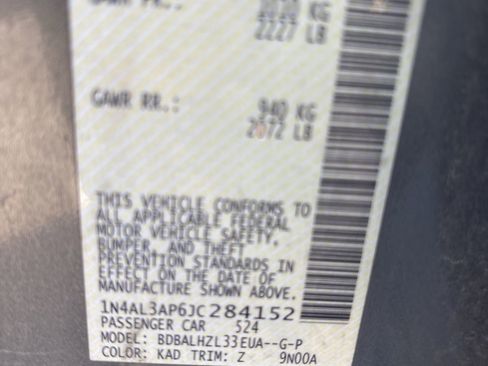 2227 LB
GAWR RR.: 940 KG
2072 LB
THIS VEHICLE CONFORMS TO
ALL APPLICABLE FEDERAL
MOTOR VEHICLE SAFETY,
BUMPER, AND THEFT
PREVENTION STANDARDS IN
EFFECT ON THE DATE OF
MANUFACTURE SHOWN ABOVE.
1N4AL3AP6JC284152
PASSENGER CAR 524
MODEL: BDBALHZL33EUA--G-P
COLOR: KAD TRIM: Z 9N00A